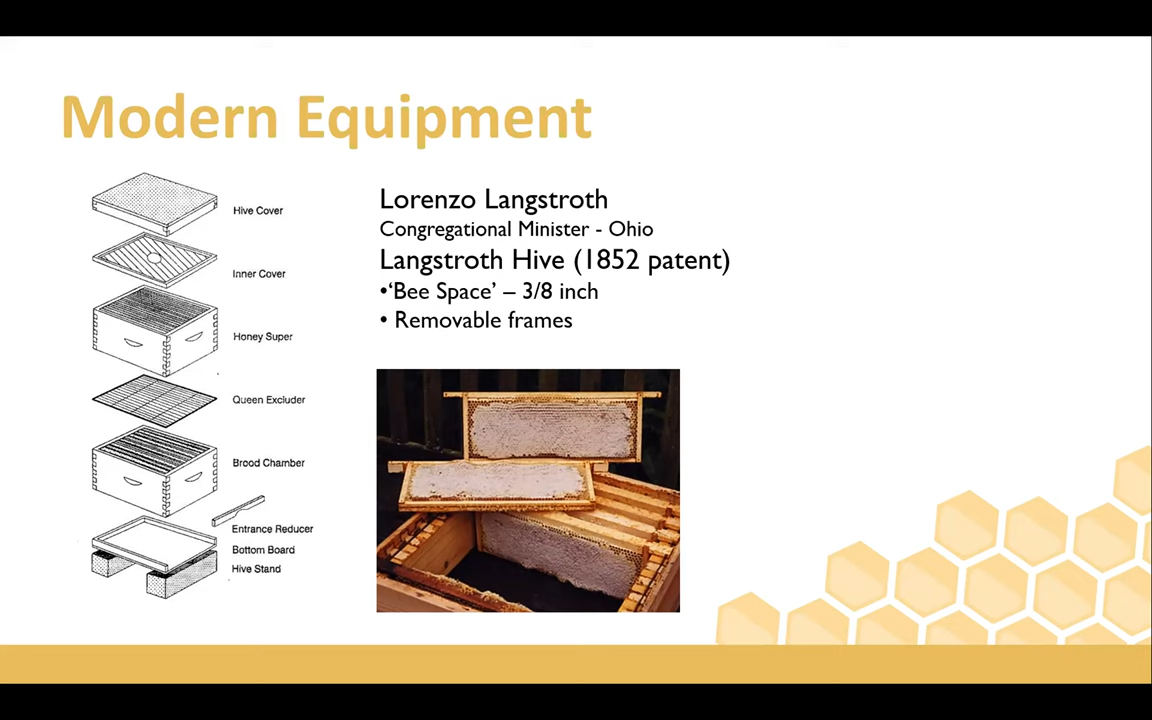 Modern Equipment
Hive Cover
Inner Cover
Honey Super
Queen Excluder
Brood Chamber
Entrance Reducer
Bottom Board
Hive Stand
Lorenzo Langstroth
Congregational Minister - Ohio
Langstroth Hive (1852 patent)
•‘Bee Space’ – 3/8 inch
• Removable frames